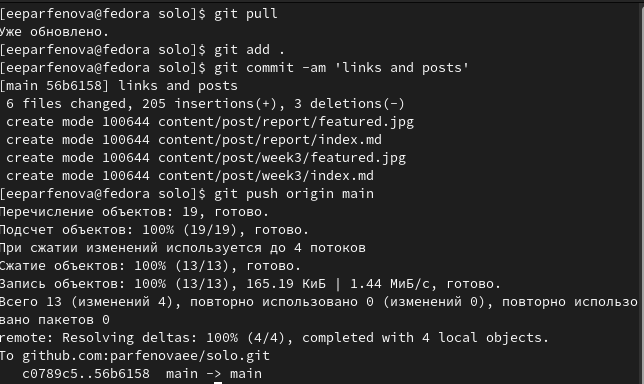 [eeparfenova@fedora solo]$ git pull
Уже обновлено.
[eeparfenova@fedora solo]$ git add .
[eeparfenova@fedora solo]$ git commit -am 'links and posts'
[main 56b6158] links and posts
 6 files changed, 205 insertions(+), 3 deletions(-)
 create mode 100644 content/post/report/featured.jpg
 create mode 100644 content/post/report/index.md
 create mode 100644 content/post/week3/featured.jpg
 create mode 100644 content/post/week3/index.md
[eeparfenova@fedora solo]$ git push origin main
Перечисление объектов: 19, готово.
Подсчет объектов: 100% (19/19), готово.
При сжатии изменений используется до 4 потоков
Сжатие объектов: 100% (13/13), готово.
Запись объектов: 100% (13/13), 165.19 КиБ | 1.44 МиБ/с, готово.
Всего 13 (изменений 4), повторно использовано 0 (изменений 0), повторно использо
вано пакетов 0
remote: Resolving deltas: 100% (4/4), completed with 4 local objects.
To github.com:parfenovaee/solo.git
   c0789c5..56b6158  main -> main